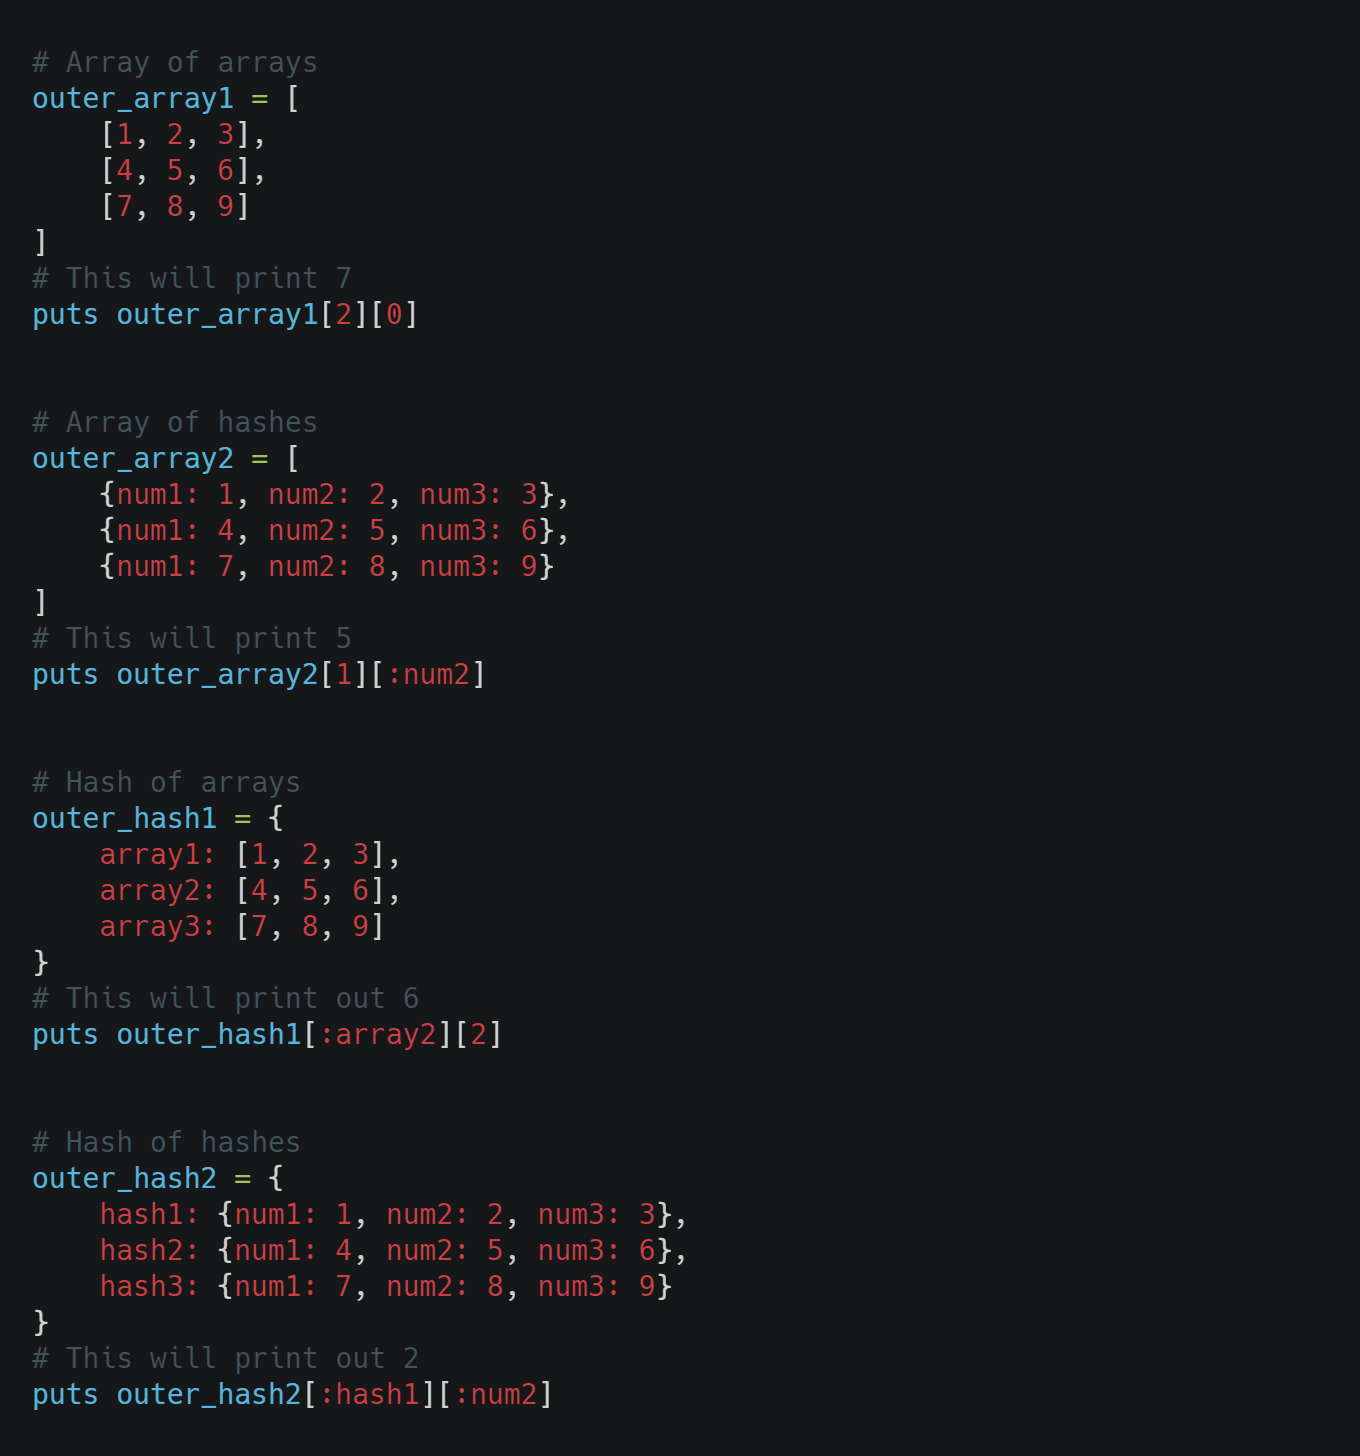 # Array of arrays
outer_array1 = [
    [1, 2, 3],
    [4, 5, 6],
    [7, 8, 9]
]
# This will print 7
puts outer_array1[2][0]


# Array of hashes
outer_array2 = [
    {num1: 1, num2: 2, num3: 3},
    {num1: 4, num2: 5, num3: 6},
    {num1: 7, num2: 8, num3: 9}
]
# This will print 5
puts outer_array2[1][:num2]


# Hash of arrays
outer_hash1 = {
    array1: [1, 2, 3],
    array2: [4, 5, 6],
    array3: [7, 8, 9]
}
# This will print out 6
puts outer_hash1[:array2][2]


# Hash of hashes
outer_hash2 = {
    hash1: {num1: 1, num2: 2, num3: 3},
    hash2: {num1: 4, num2: 5, num3: 6},
    hash3: {num1: 7, num2: 8, num3: 9}
}
# This will print out 2
puts outer_hash2[:hash1][:num2]